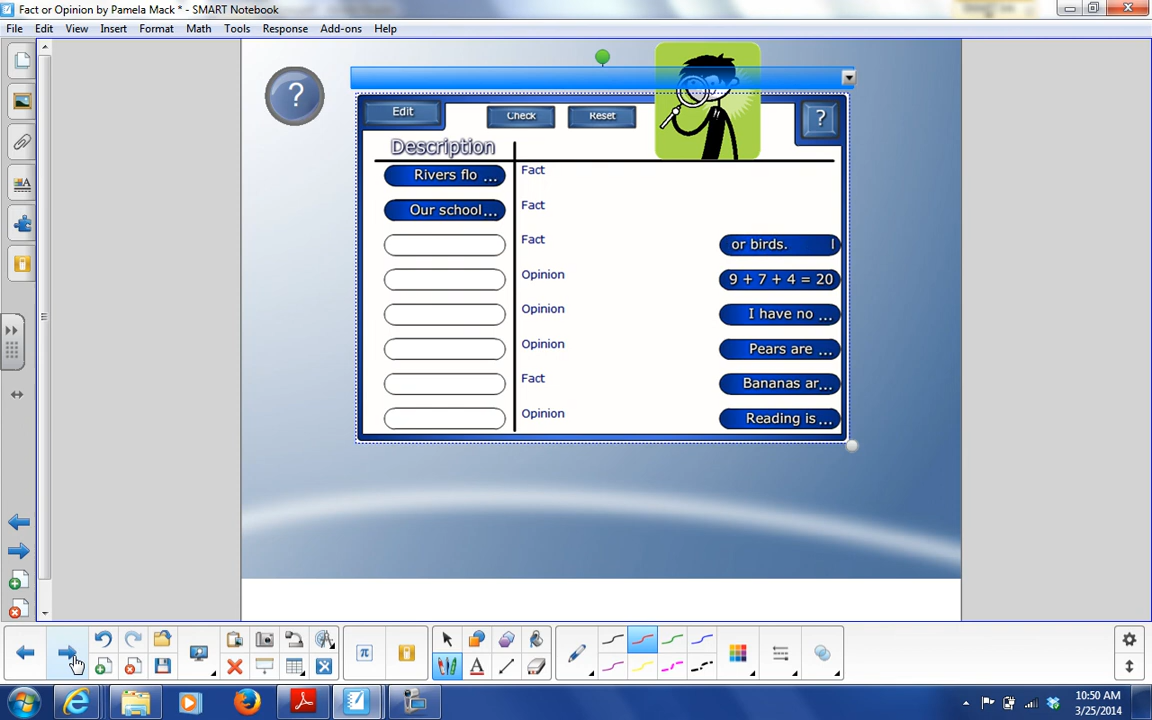 Fact or Opinion by Pamela Mack * - SMART Notebook
File Edit View Insert Format Math Tools Response Add-ons Help
?
Edit Check Reset ?
Description
Rivers flo ... Fact
Our school... Fact
Fact or birds. I
Opinion 9 + 7 + 4 = 20
Opinion I have no ...
Opinion Pears are ...
Fact Bananas ar...
Opinion Reading is ...
π A
10:50 AM
3/25/2014